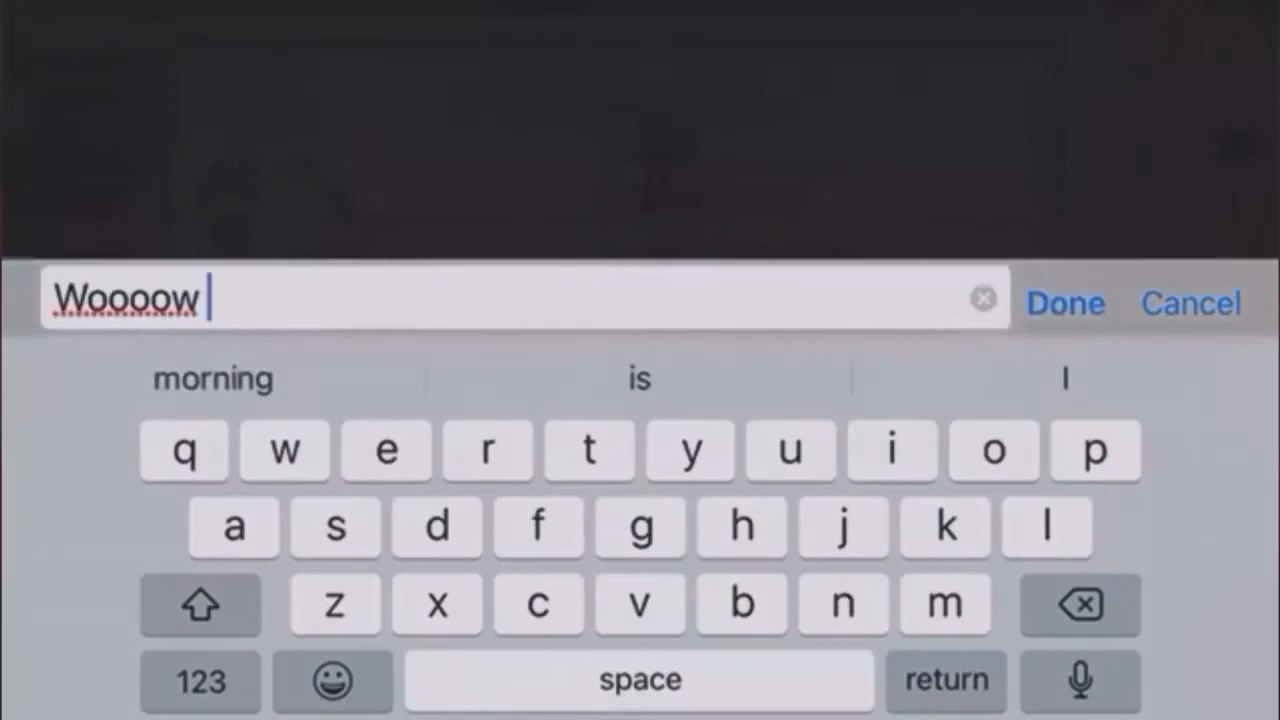 Woooow
Done Cancel
morning is I
q w e r t y u i o p
a s d f g h j k l
z x c v b n m
123 space return